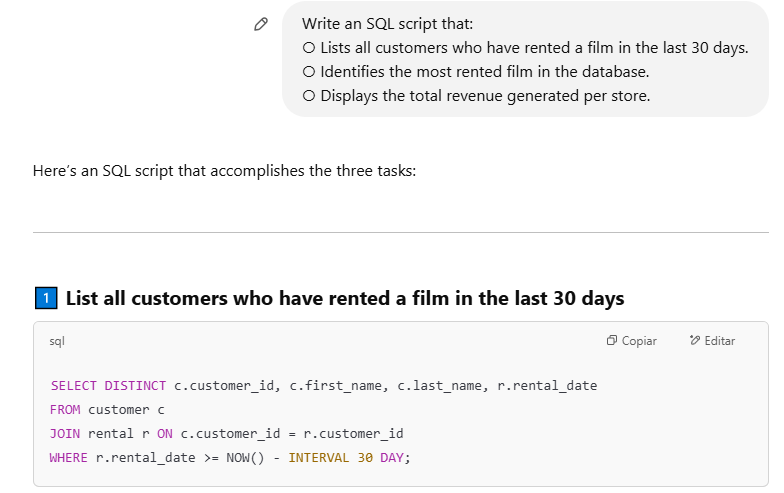 Write an SQL script that:
○ Lists all customers who have rented a film in the last 30 days.
○ Identifies the most rented film in the database.
○ Displays the total revenue generated per store.
Here's an SQL script that accomplishes the three tasks:
1 List all customers who have rented a film in the last 30 days
sql Copiar Editar
SELECT DISTINCT c.customer_id, c.first_name, c.last_name, r.rental_date
FROM customer c
JOIN rental r ON c.customer_id = r.customer_id
WHERE r.rental_date >= NOW() - INTERVAL 30 DAY;